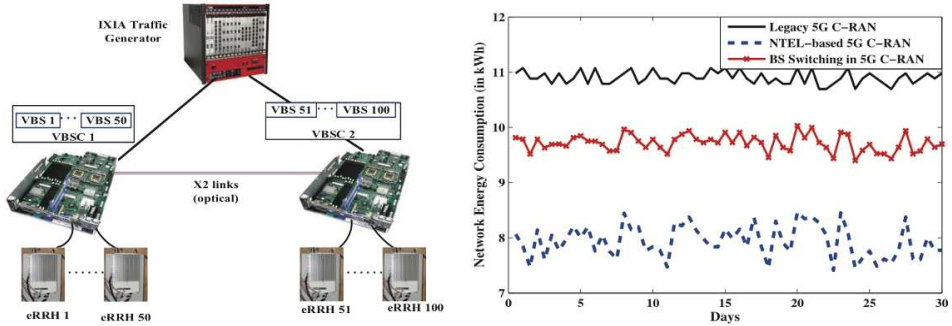 IXIA Traffic
Generator
VBS 1 ··· VBS 50
VBSC 1
VBS 51 ··· VBS 100
VBSC 2
X2 links
(optical)
eRRH 1
eRRH 50
eRRH 51
eRRH 100
Network Energy Consumption (in kWh)
12
11
10
9
8
7
0
5
10
15
20
25
30
Days
Legacy 5G C-RAN
NTEL-based 5G C-RAN
BS Switching in 5G C-RAN